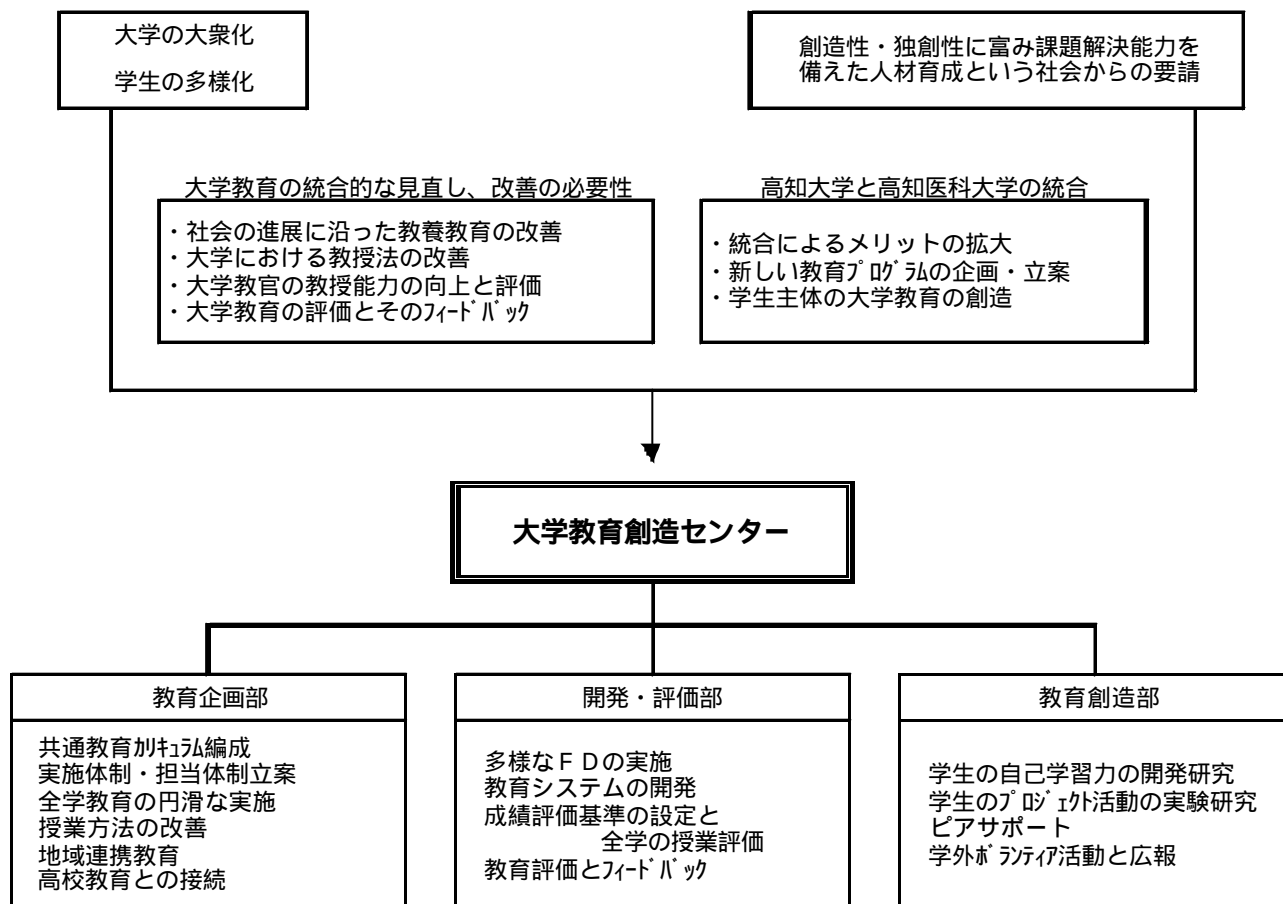 大学の大衆化
学生の多様化
創造性・独創性に富み課題解決能力を
備えた人材育成という社会からの要請
大学教育の統合的な見直し、改善の必要性
・社会の進展に沿った教養教育の改善
・大学における教授法の改善
・大学教官の教授能力の向上と評価
・大学教育の評価とそのﾌｨｰﾄﾞﾊﾞｯｸ
高知大学と高知医科大学の統合
・統合によるメリットの拡大
・新しい教育ﾌﾟﾛｸﾞﾗﾑの企画・立案
・学生主体の大学教育の創造
大学教育創造センター
教育企画部
共通教育ｶﾘｷｭﾗﾑ編成
実施体制・担当体制立案
全学教育の円滑な実施
授業方法の改善
地域連携教育
高校教育との接続
開発・評価部
多様なＦＤの実施
教育システムの開発
成績評価基準の設定と
全学の授業評価
教育評価とﾌｨｰﾄﾞﾊﾞｯｸ
教育創造部
学生の自己学習力の開発研究
学生のﾌﾟﾛｼﾞｪｸﾄ活動の実験研究
ピアサポート
学外ﾎﾞﾗﾝﾃｨｱ活動と広報